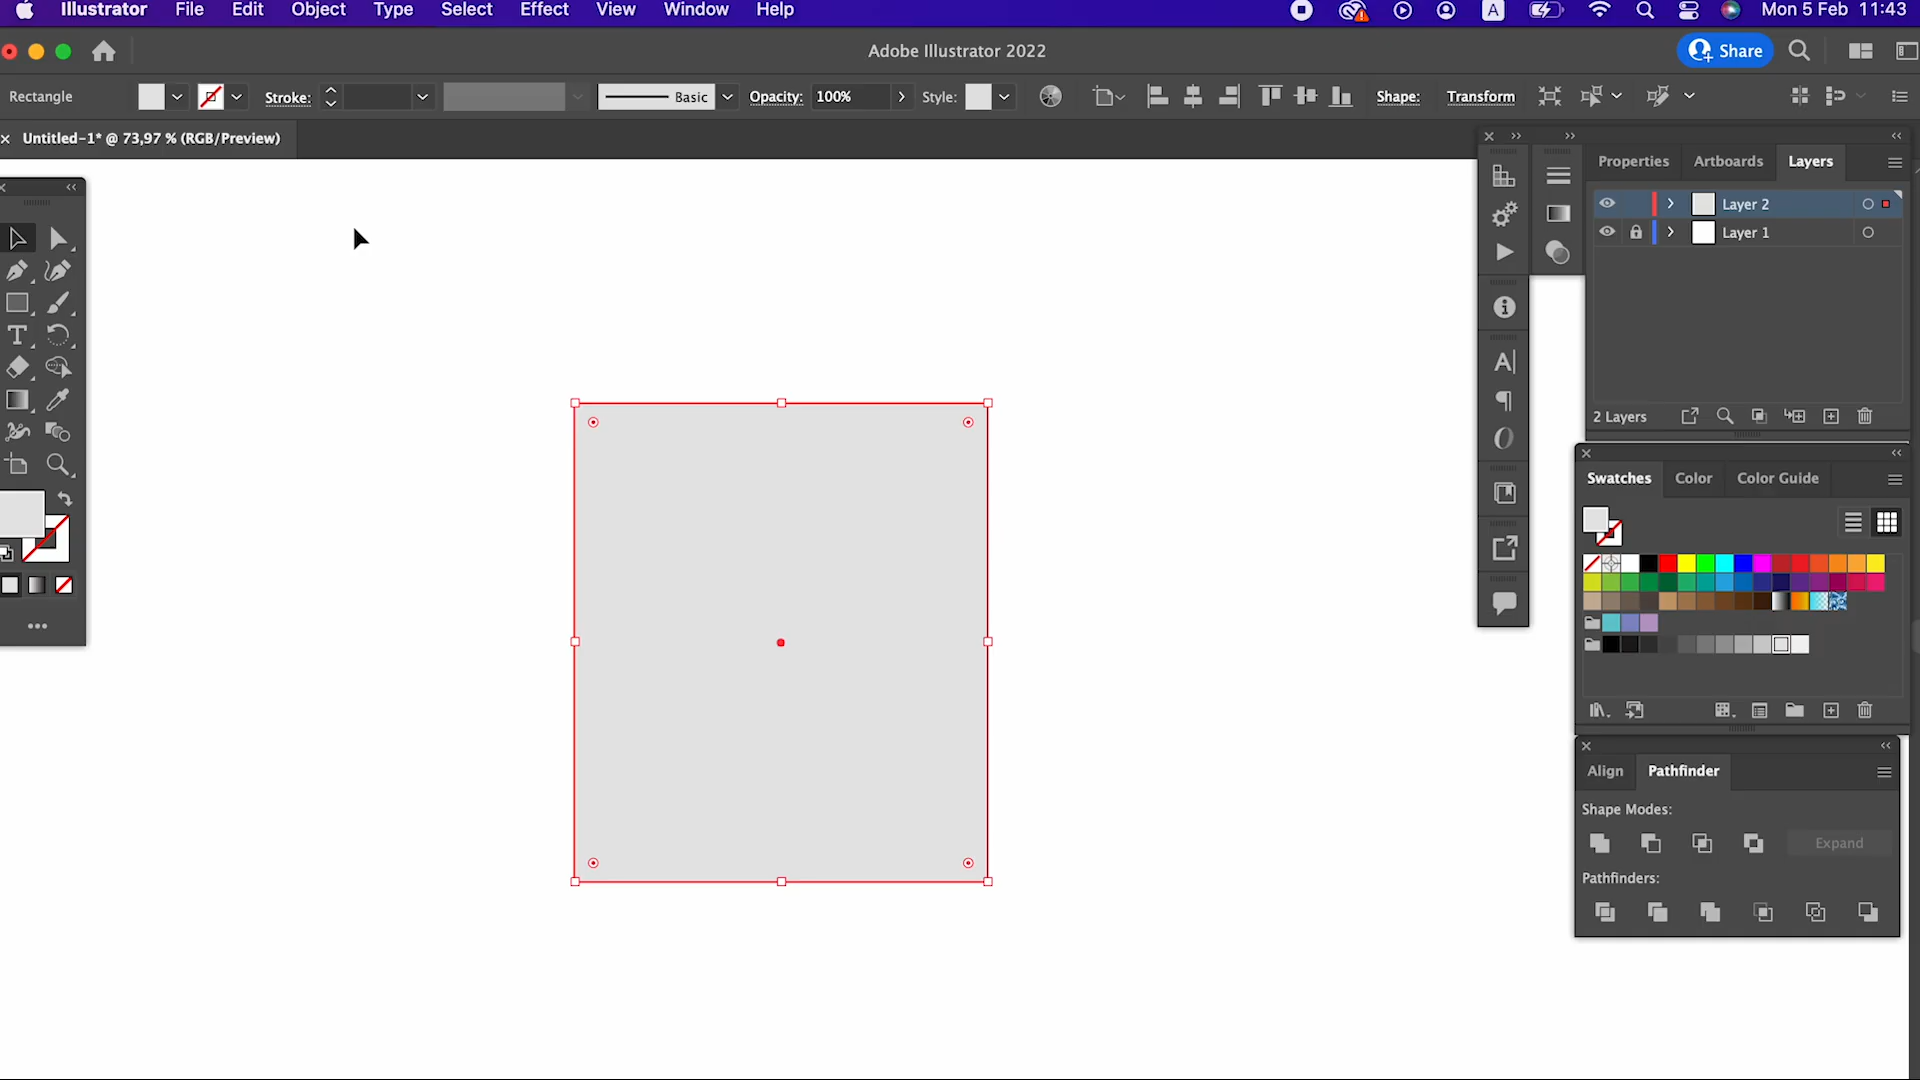 Illustrator File Edit Object Type Select Effect View Window Help A Mon 5 Feb 11:43
Adobe Illustrator 2022
Share
Rectangle Stroke: Basic Opacity: 100% Style: Shape: Transform
Untitled-1* @ 73,97 % (RGB/Preview)
Properties Artboards Layers
Layer 2
Layer 1
2 Layers
Swatches Color Color Guide
Align Pathfinder
Shape Modes:
Expand
Pathfinders: